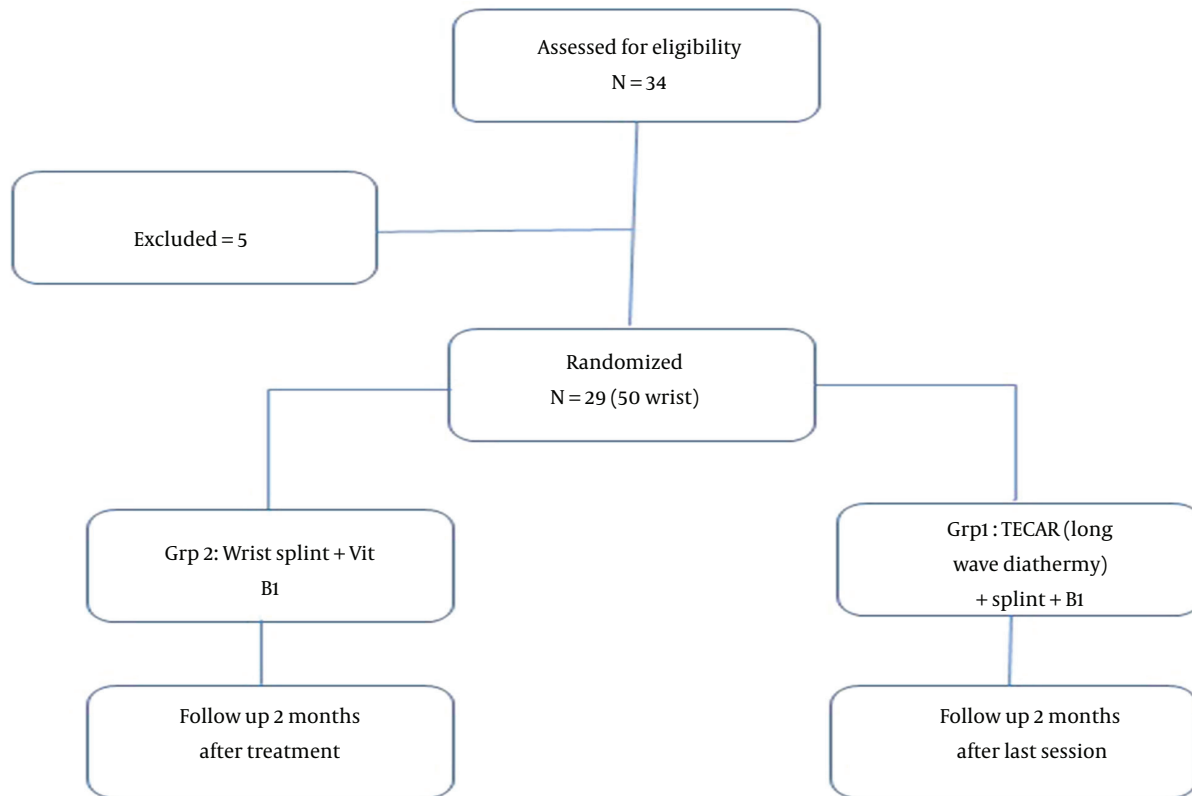 Assessed for eligibility
N = 34
Excluded = 5
Randomized
N = 29 (50 wrist)
Grp 2: Wrist splint + Vit
B1
Grp1 : TECAR (long
wave diathermy)
+ splint + B1
Follow up 2 months
after treatment
Follow up 2 months
after last session